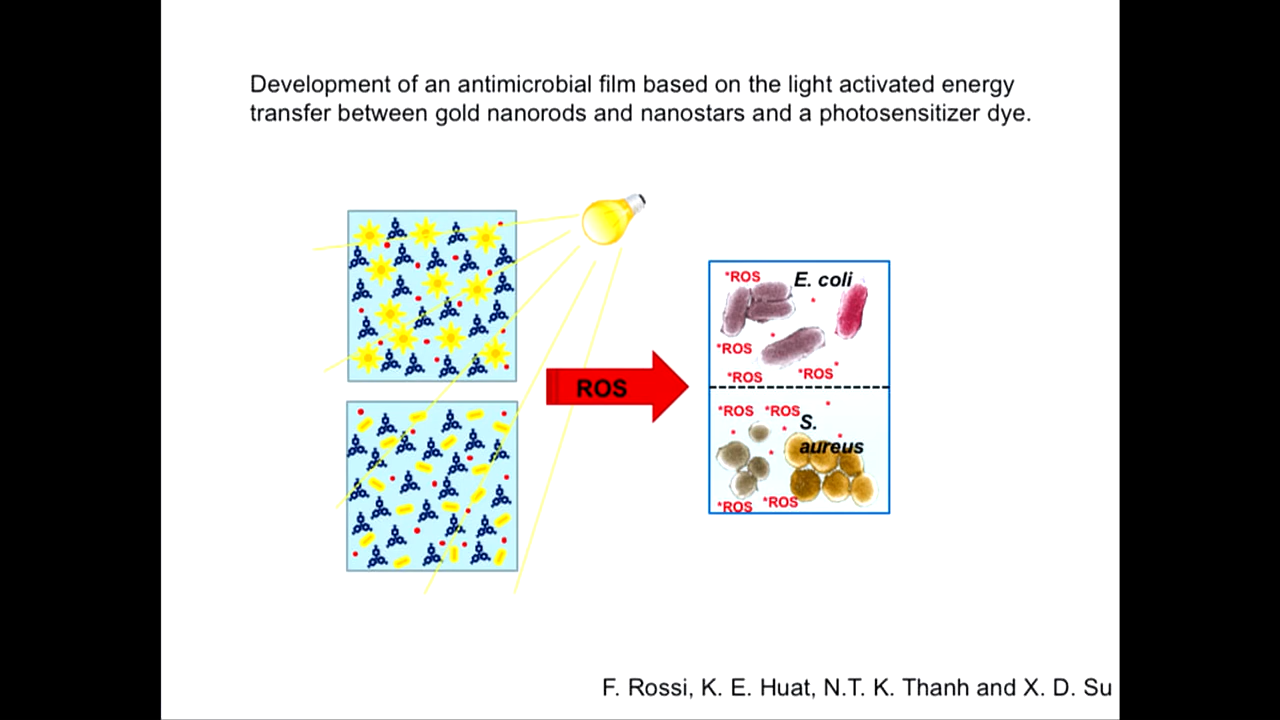 Development of an antimicrobial film based on the light activated energy
transfer between gold nanorods and nanostars and a photosensitizer dye.
*ROS
E. coli
*ROS
*ROS
*ROS
ROS
*ROS
*ROS
S.
aureus
*ROS
*ROS
F. Rossi, K. E. Huat, N.T. K. Thanh and X. D. Su